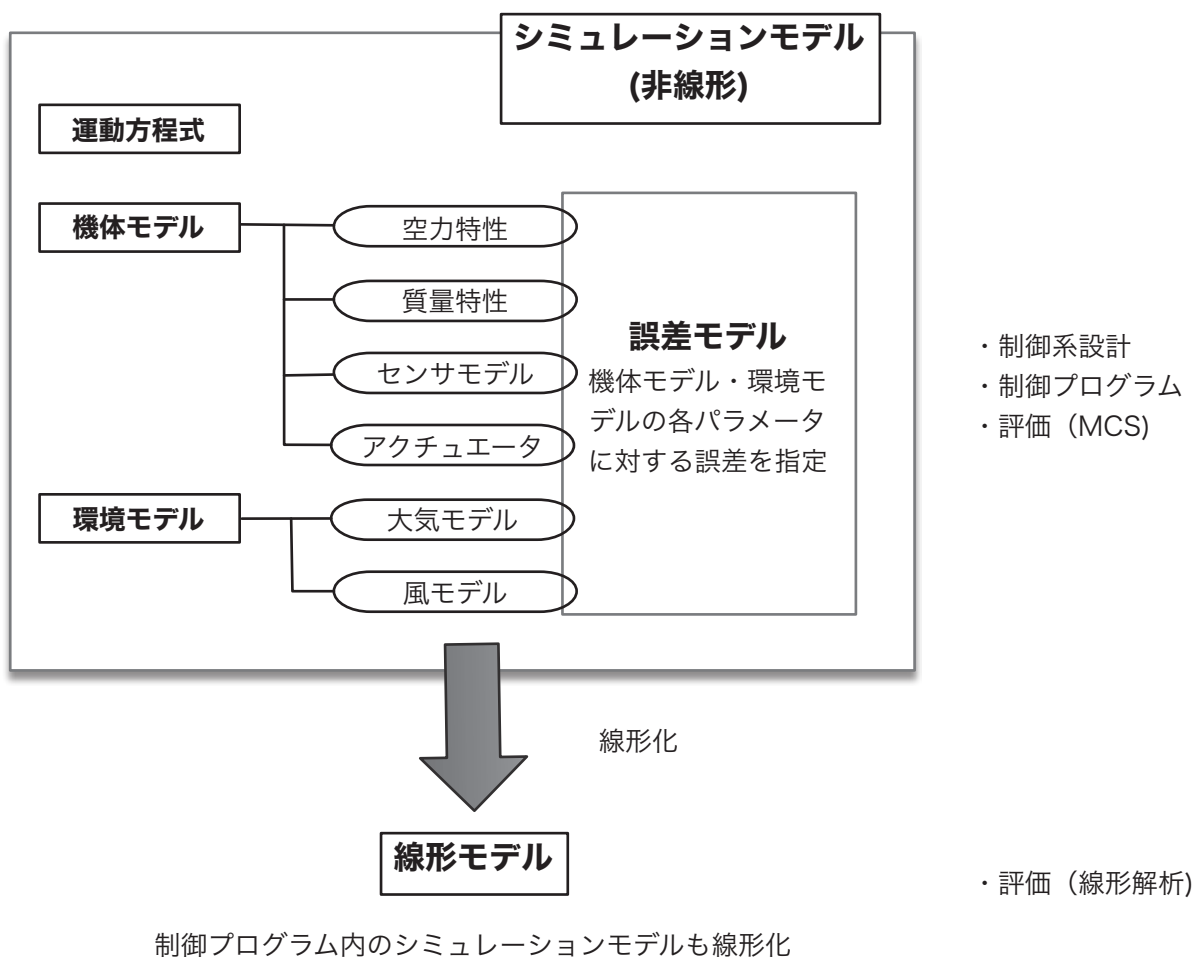 シミュレーションモデル
(非線形)
運動方程式
機体モデル
空力特性
質量特性
センサモデル
アクチュエータ
誤差モデル
機体モデル・環境モ
デルの各パラメータ
に対する誤差を指定
環境モデル
大気モデル
風モデル
・制御系設計
・制御プログラム
・評価（MCS)
線形化
線形モデル
・評価（線形解析)
制御プログラム内のシミュレーションモデルも線形化